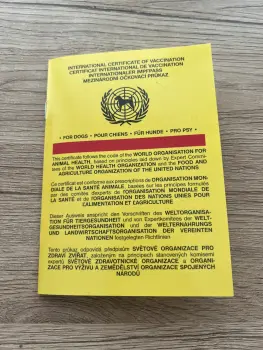 INTERNATIONAL CERTIFICATE OF VACCINATION
CERTIFICAT INTERNATIONAL DE VACCINATION
INTERNATIONALER IMPFPASS
MEZINÁRODNÍ OČKOVACÍ PRŮKAZ
• FOR DOGS • POUR CHIENS • FÜR HUNDE • PRO PSY •
This certificate follows the code of the WORLD ORGANISATION FOR
ANIMAL HEALTH, based on principles laid down by Expert Commi-
ttees of the WORLD HEALTH ORGANIZATION and the FOOD AND
AGRICULTURE ORGANIZATION OF THE UNITED NATIONS
Ce certificat est conforme aux prescriptions de ORGANISATION MON-
DIALE DE LA SANTÉ ANIMALE, basées sur les principes formulés
par des comités d'experts de l'ORGANISATION MONDIALE DE
LA SANTÉ et de l'ORGANISATION DES NATIONS UNIES POUR
L'ALIMENTATION ET L'AGRICULTURE
Dieser Ausweis entspricht den Vorschriften des WELTORGANISA-
TION FÜR TIERGESUNDHEIT und von Expertkomitees der WELT-
GESUNDHEITSORGANISATION und der WELTERNÄHRUNGS-
UND LANDWIRTSCHAFTSORGANISATION DER VEREINTEN
NATIONEN festgelegten Richtlinien.
Tento průkaz odpovídá předpisům SVĚTOVÉ ORGANIZACE PRO
ZDRAVÍ ZVÍŘAT, založeným na principech stanovených komisemi
expertů SVĚTOVÉ ZDRAVOTNICKÉ ORGANIZACE a ORGANI-
ZACE PRO VÝŽIVU A ZEMĚDĚLSTVÍ ORGANIZACE SPOJENÝCH
NÁRODŮ